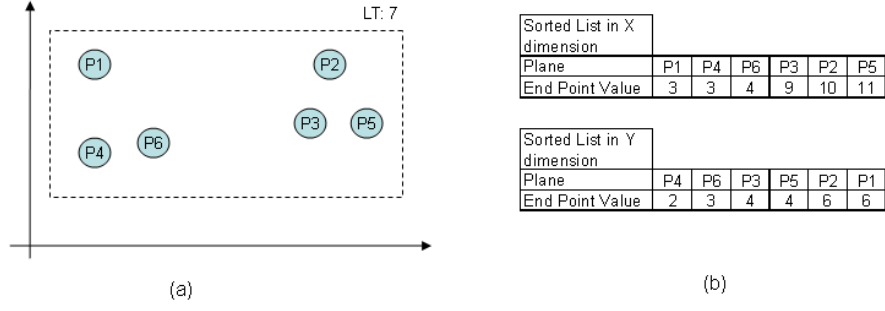 LT: 7
P1
P2
P3
P5
P6
P4
(a)
Sorted List in X
dimension
Plane P1 P4 P6 P3 P2 P5
End Point Value 3 3 4 9 10 11
Sorted List in Y
dimension
Plane P4 P6 P3 P5 P2 P1
End Point Value 2 3 4 4 6 6
(b)